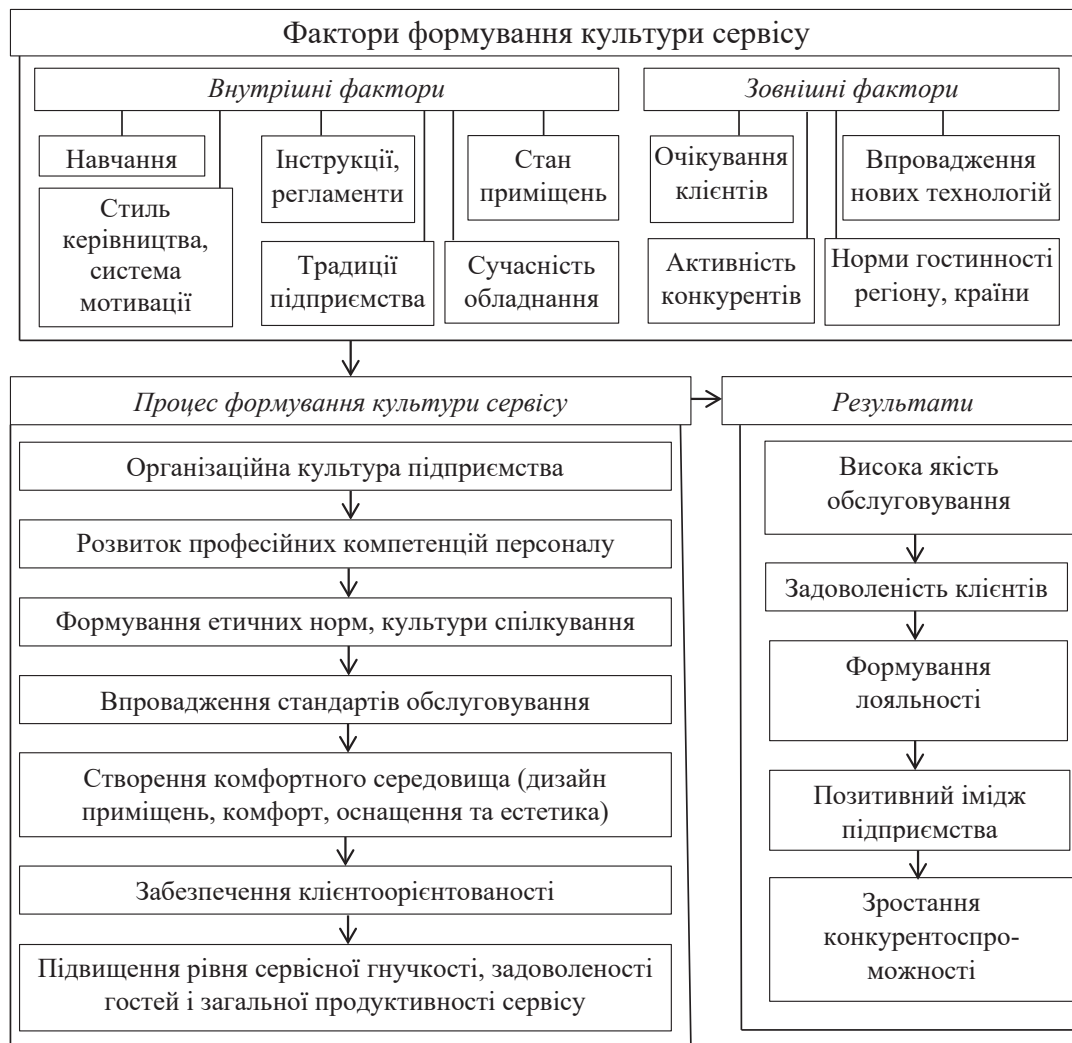 Фактори формування культури сервісу
Внутрішні фактори
Зовнішні фактори
Навчання
Інструкції,
регламенти
Стан
приміщень
Очікування
клієнтів
Впровадження
нових технологій
Стиль
керівництва,
система
мотивації
Традиції
підприємства
Сучасність
обладнання
Активність
конкурентів
Норми гостинності
регіону, країни
Процес формування культури сервісу
Організаційна культура підприємства
Розвиток професійних компетенцій персоналу
Формування етичних норм, культури спілкування
Впровадження стандартів обслуговування
Створення комфортного середовища (дизайн
приміщень, комфорт, оснащення та естетика)
Забезпечення клієнтоорієнтованості
Підвищення рівня сервісної гнучкості, задоволеності
гостей і загальної продуктивності сервісу
Результати
Висока якість
обслуговування
Задоволеність клієнтів
Формування
лояльності
Позитивний імідж
підприємства
Зростання
конкурентоспро-
можності